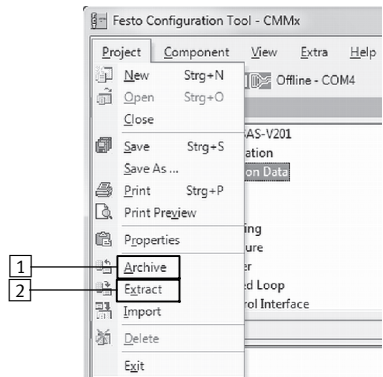 Festo Configuration Tool - CMMx
Project Component View Extra Help
New Strg+N
Offline - COM4
Open Strg+O
Close
AS-V201
Save Strg+S
ation
Save As ...
on Data
Print Strg+P
Print Preview
ing
Properties
ure
1 Archive
er
2 Extract
d Loop
Import
rol Interface
Delete
Exit